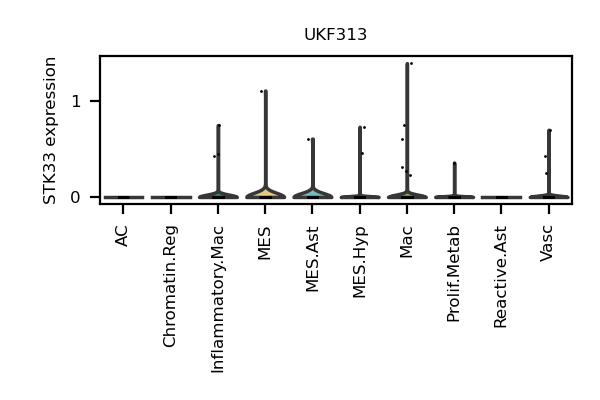 UKF313
STK33 expression
1
0
AC
Chromatin.Reg
Inflammatory.Mac
MES
MES.Ast
MES.Hyp
Mac
Prolif.Metab
Reactive.Ast
Vasc